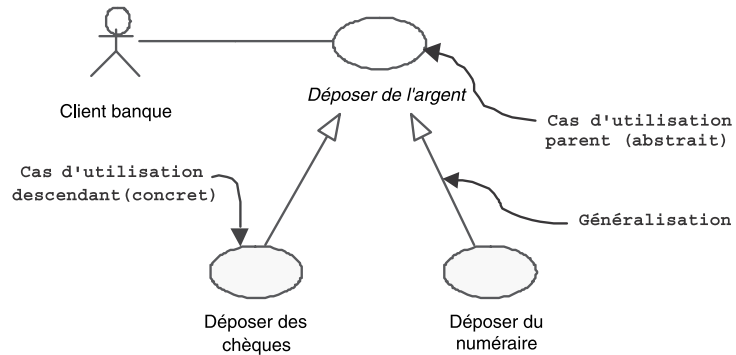 Client banque
Déposer de l'argent
Cas d'utilisation
parent (abstrait)
Cas d'utilisation
descendant(concret)
Généralisation
Déposer des
chèques
Déposer du
numéraire